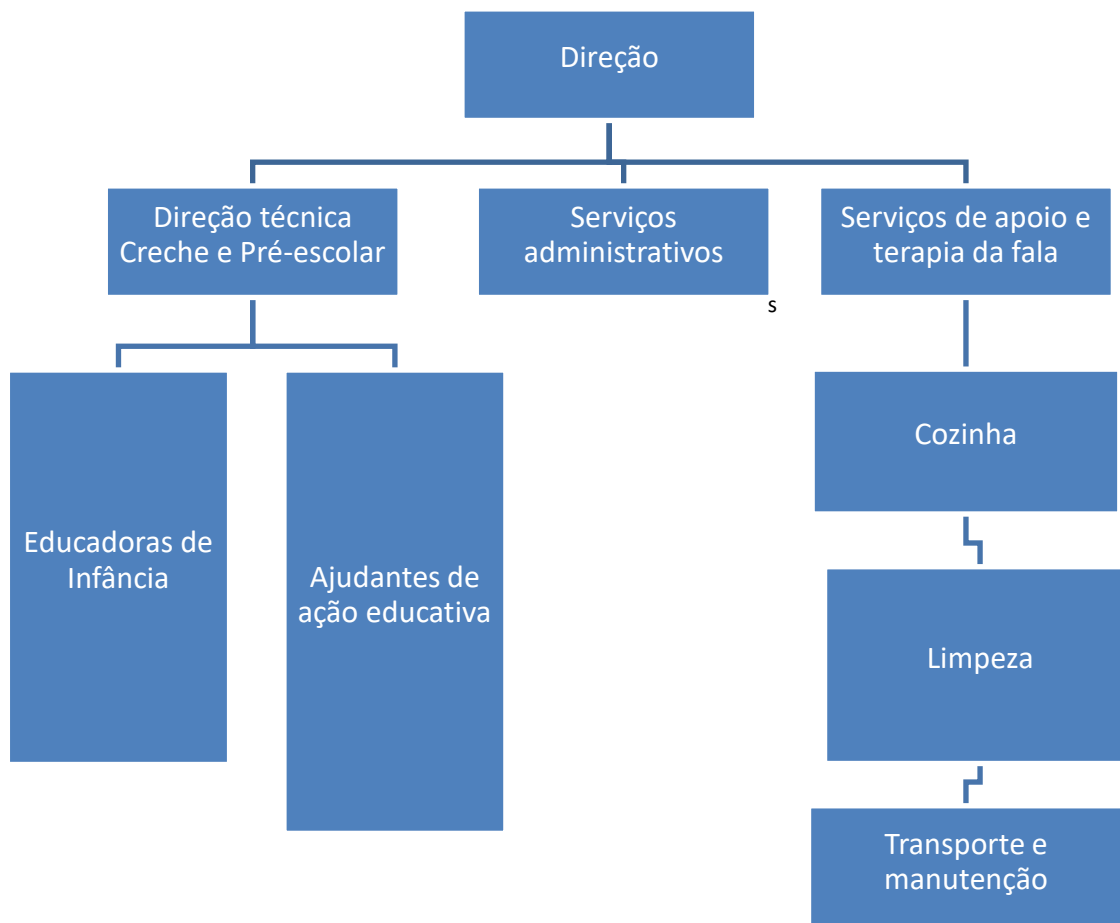 Direção
Direção técnica
Creche e Pré-escolar
Serviços
administrativos
Serviços de apoio e
terapia da fala
s
Educadoras de
Infância
Ajudantes de
ação educativa
Cozinha
Limpeza
Transporte e
manutenção